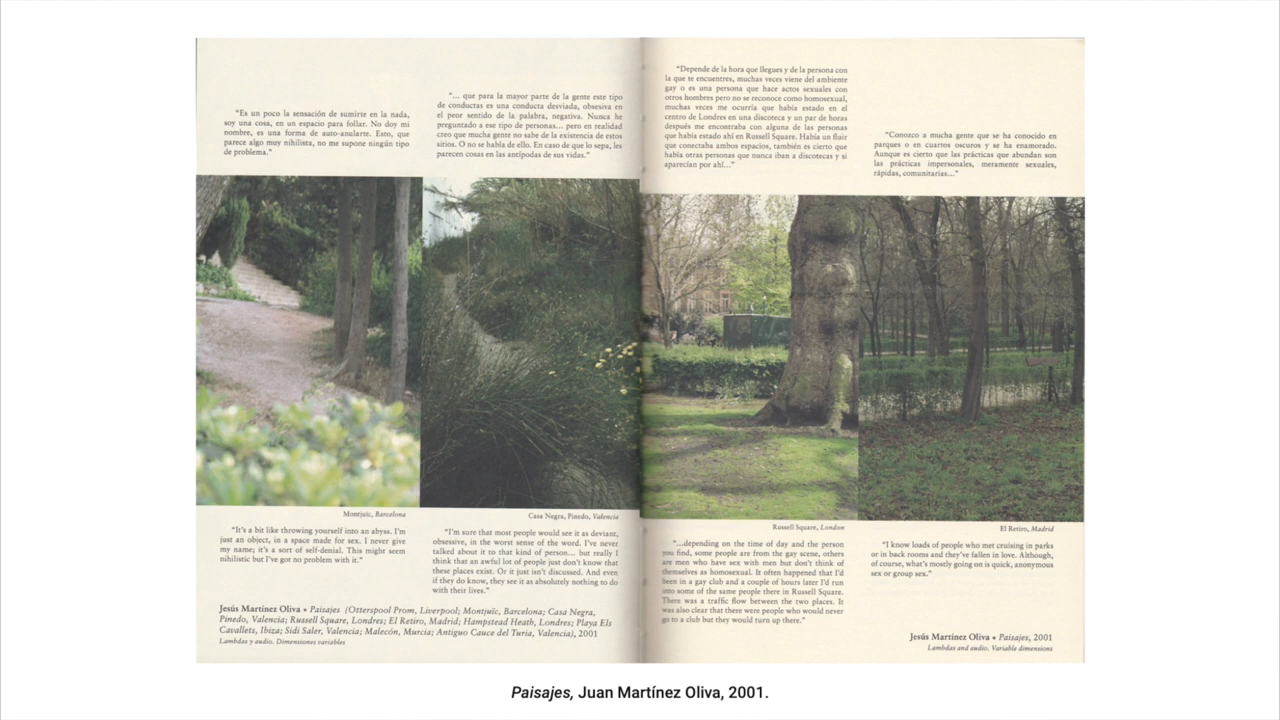 “Es un poco la sensación de sumirte en la nada,
soy una cosa, en un espacio para follar. No doy mi
nombre, es una forma de auto-anularte. Esto, que
parece algo muy nihilista, no me supone ningún tipo
de problema.”
“... que para la mayor parte de la gente este tipo
de conductas es una conducta desviada, obsesiva en
el peor sentido de la palabra, negativa. Nunca he
preguntado a ese tipo de personas... pero en realidad
creo que mucha gente no sabe de la existencia de estos
sitios. O no se habla de ello. En caso de que lo sepa, les
parecen cosas en las antípodas de sus vidas.”
“Depende de la hora que llegues y de la persona con
la que te encuentres, muchas veces viene del ambiente
gay o es una persona que hace actos sexuales con
otros hombres pero no se reconoce como homosexual,
muchas veces me ocurría que había estado en el
centro de Londres en una discoteca y un par de horas
después me encontraba con alguna de las personas
que había estado ahí en Russell Square. Había un fluir
que conectaba ambos espacios, también es cierto que
había otras personas que nunca iban a discotecas y sí
aparecían por ahí...”
“Conozco a mucha gente que se ha conocido en
parques o en cuartos oscuros y se ha enamorado.
Aunque es cierto que las prácticas que abundan son
las prácticas impersonales, meramente sexuales,
rápidas, comunitarias...”
Montjuïc, Barcelona
Casa Negra, Pinedo, Valencia
Russell Square, London
El Retiro, Madrid
“It’s a bit like throwing yourself into an abyss. I’m
just an object, in a space made for sex. I never give
my name; it’s a sort of self-denial. This might seem
nihilistic but I’ve got no problem with it.”
“I’m sure that most people would see it as deviant,
obsessive, in the worst sense of the word. I’ve never
talked about it to that kind of person... but really I
think that an awful lot of people just don’t know that
these places exist. Or it just isn’t discussed. And even
if they do know, they see it as absolutely nothing to do
with their lives.”
“...depending on the time of day and the person
you find, some people are from the gay scene, others
are men who have sex with men but don’t think of
themselves as homosexual. It often happened that I’d
been in a gay club and a couple of hours later I’d run
into some of the same people there in Russell Square.
There was a traffic flow between the two places. It
was also clear that there were people who would never
go to a club but they would turn up there.”
“I know loads of people who met cruising in parks
or in back rooms and they’ve fallen in love. Although,
of course, what’s mostly going on is quick, anonymous
sex or group sex.”
Jesús Martínez Oliva • Paisajes (Otterspool Prom, Liverpool; Montjuïc, Barcelona; Casa Negra,
Pinedo, Valencia; Russell Square, Londres; El Retiro, Madrid; Hampstead Heath, Londres; Playa Els
Cavallets, Ibiza; Sidi Saler, Valencia; Malecón, Murcia; Antiguo Cauce del Turia, Valencia), 2001
Lambdas y audio. Dimensiones variables
Jesús Martínez Oliva • Paisajes, 2001
Lambdas and audio. Variable dimensions
Paisajes, Juan Martínez Oliva, 2001.